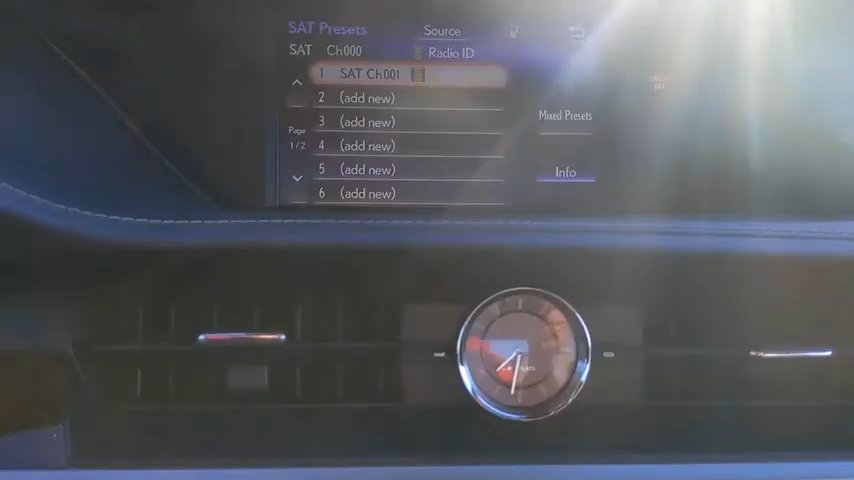 SAT Presets
Source
SAT Ch000
Radio ID
1 SAT Ch001
2 (add new)
3 (add new)
4 (add new)
5 (add new)
6 (add new)
Page
1/2
Mixed Presets
Info